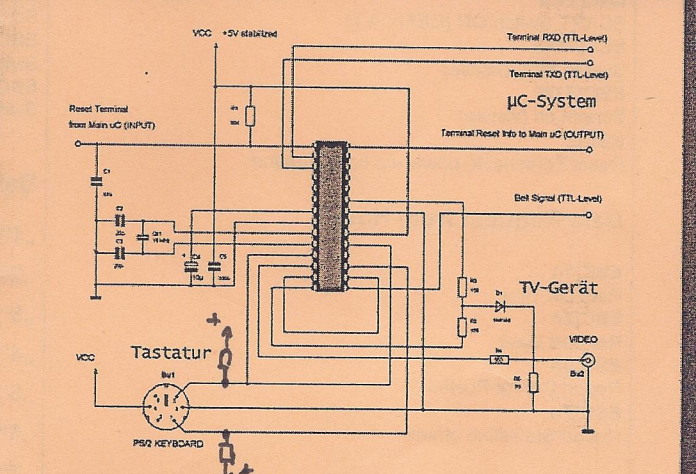 VCC +5V stabilized
Terminal RXD (TTL-Level)
Terminal TXD (TTL-Level)
µC-System
Reset Terminal
from Main uC (INPUT)
Terminal Reset Info to Main uC (OUTPUT)
Bell Signal (TTL-Level)
TV-Gerät
VIDEO
Bu2
+
VCC
Tastatur
Bu1
PS/2 KEYBOARD
+